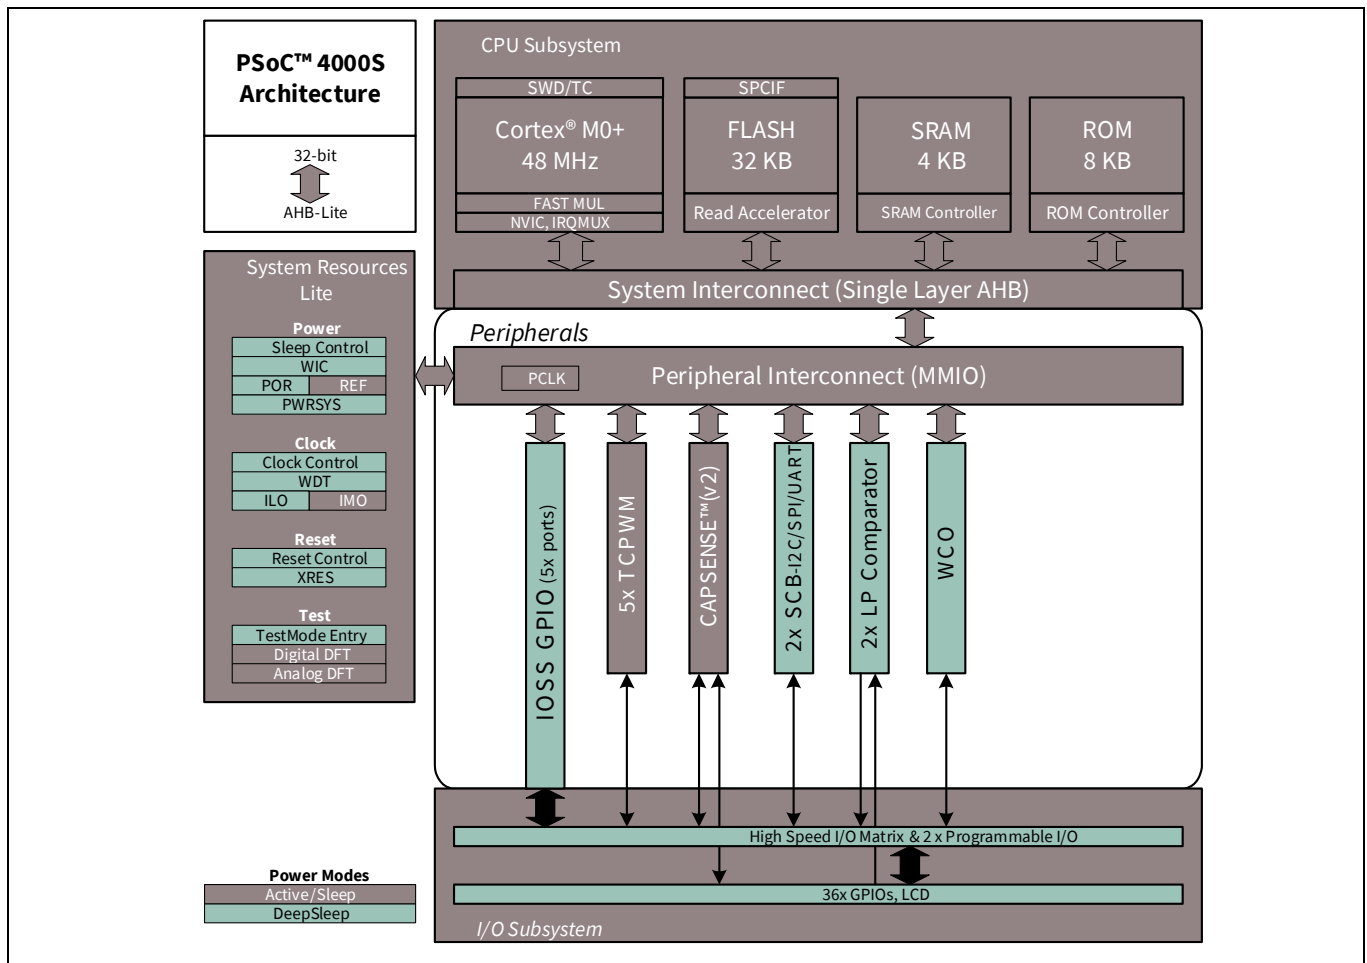 PSoC™ 4000S
Architecture
32-bit
AHB-Lite
CPU Subsystem
SWD/TC
Cortex® M0+
48 MHz
FAST MUL
NVIC, IRQMUX
SPCIF
FLASH
32 KB
Read Accelerator
SRAM
4 KB
SRAM Controller
ROM
8 KB
ROM Controller
System Interconnect (Single Layer AHB)
System Resources
Lite
Power
Sleep Control
WIC
POR
REF
PWRSYS
Clock
Clock Control
WDT
ILO
IMO
Reset
Reset Control
XRES
Test
TestMode Entry
Digital DFT
Analog DFT
Peripherals
PCLK
Peripheral Interconnect (MMIO)
IOSS GPIO (5x ports)
5x TCPWM
CAPSENSE™(v2)
2x SCB-I2C/SPI/UART
2x LP Comparator
WCO
High Speed I/O Matrix & 2 x Programmable I/O
36x GPIOs, LCD
I/O Subsystem
Power Modes
Active/Sleep
DeepSleep